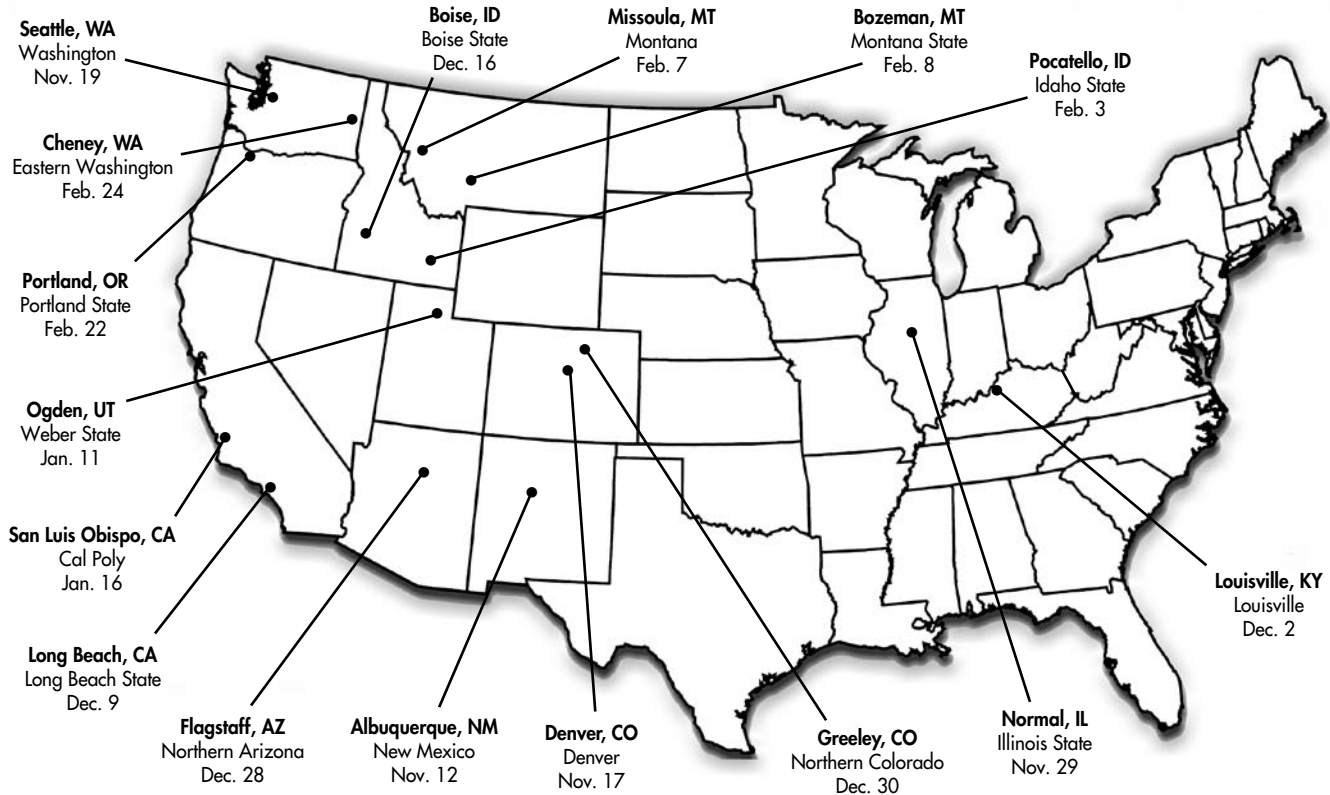 Seattle, WA
Washington
Nov. 19
Boise, ID
Boise State
Dec. 16
Missoula, MT
Montana
Feb. 7
Bozeman, MT
Montana State
Feb. 8
Pocatello, ID
Idaho State
Feb. 3
Cheney, WA
Eastern Washington
Feb. 24
Portland, OR
Portland State
Feb. 22
Ogden, UT
Weber State
Jan. 11
San Luis Obispo, CA
Cal Poly
Jan. 16
Long Beach, CA
Long Beach State
Dec. 9
Flagstaff, AZ
Northern Arizona
Dec. 28
Albuquerque, NM
New Mexico
Nov. 12
Denver, CO
Denver
Nov. 17
Greeley, CO
Northern Colorado
Dec. 30
Normal, IL
Illinois State
Nov. 29
Louisville, KY
Louisville
Dec. 2